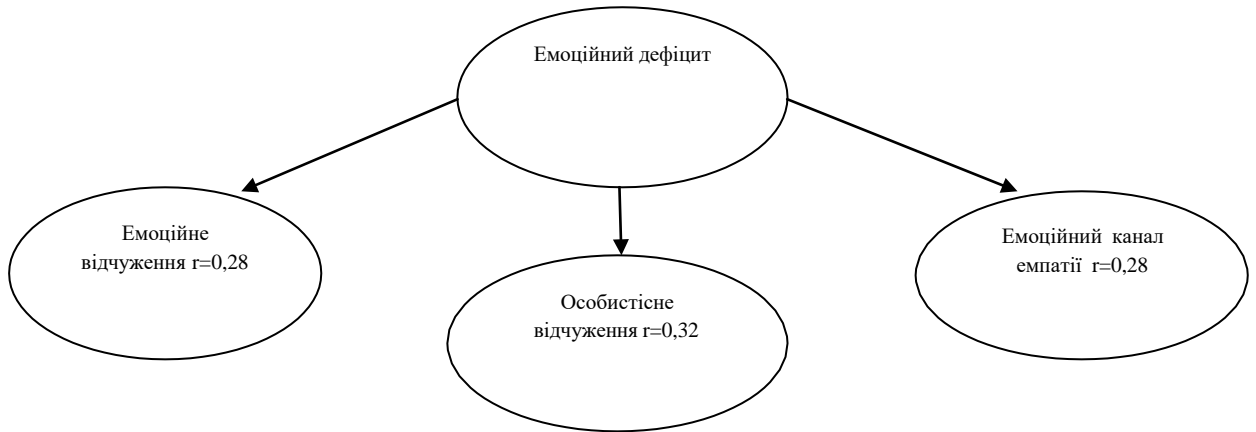 Емоційний дефіцит
Емоційне
відчуження r=0,28
Особистісне
відчуження r=0,32
Емоційний канал
емпатії r=0,28